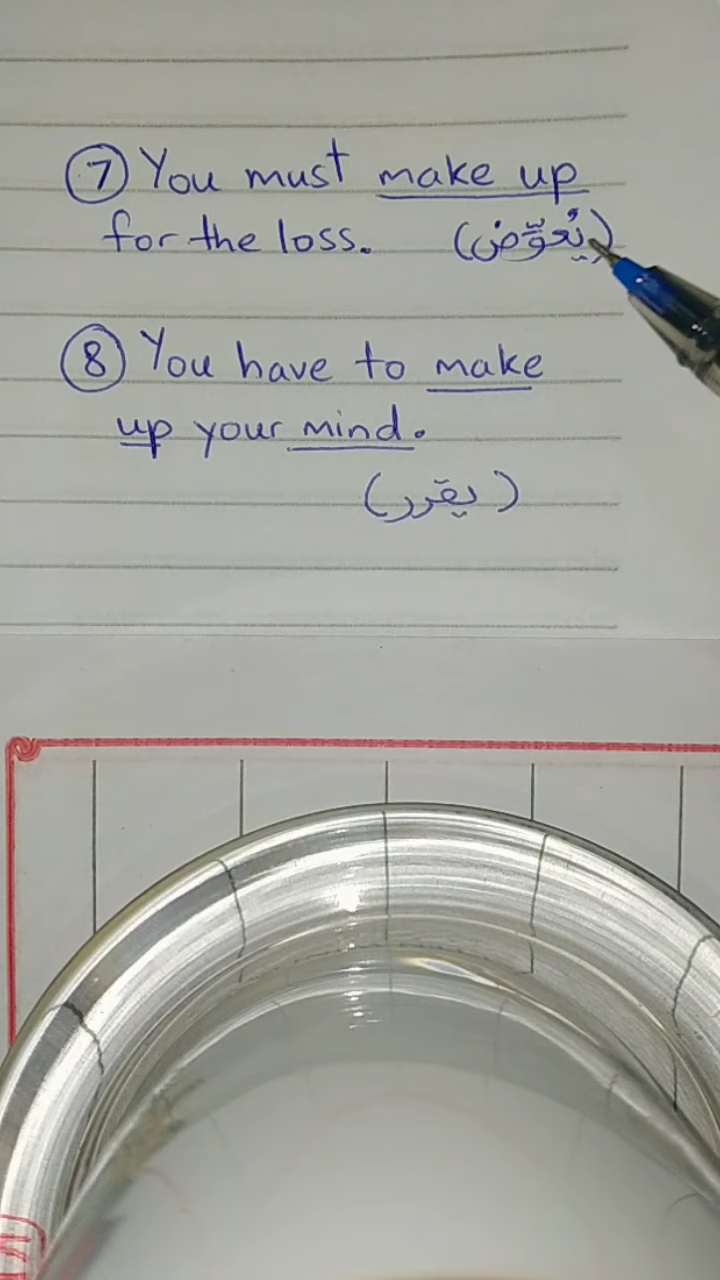 ⑦ You must make up
for the loss. (يُعوِّض)
⑧ You have to make
up your mind.
(يقرر)